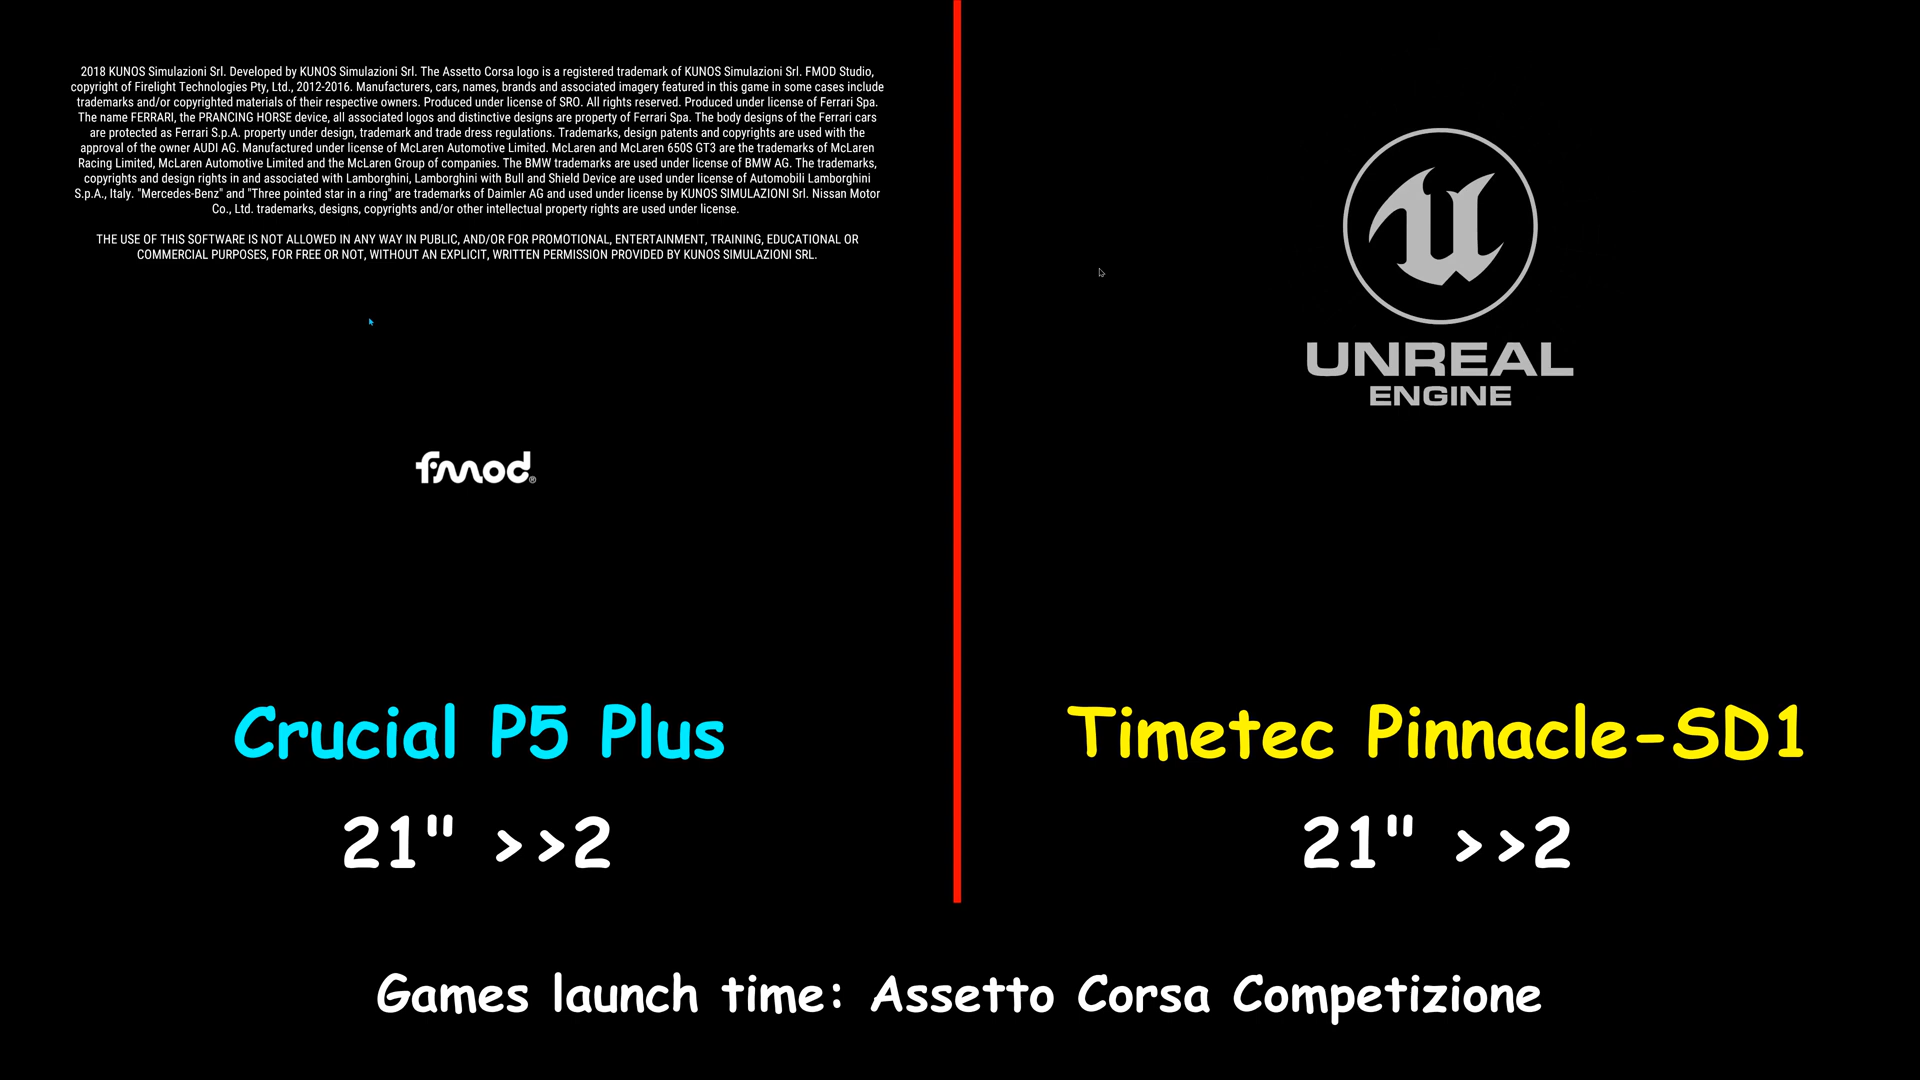 2018 KUNOS Simulazioni Srl. Developed by KUNOS Simulazioni Srl. The Assetto Corsa logo is a registered trademark of KUNOS Simulazioni Srl. FMOD Studio,
copyright of Firelight Technologies Pty, Ltd., 2012-2016. Manufacturers, cars, names, brands and associated imagery featured in this game in some cases include
trademarks and/or copyrighted materials of their respective owners. Produced under license of SRO. All rights reserved. Produced under license of Ferrari Spa.
The name FERRARI, the PRANCING HORSE device, all associated logos and distinctive designs are property of Ferrari Spa. The body designs of the Ferrari cars
are protected as Ferrari S.p.A. property under design, trademark and trade dress regulations. Trademarks, design patents and copyrights are used with the
approval of the owner AUDI AG. Manufactured under license of McLaren Automotive Limited. McLaren and McLaren 650S GT3 are the trademarks of McLaren
Racing Limited, McLaren Automotive Limited and the McLaren Group of companies. The BMW trademarks are used under license of BMW AG. The trademarks,
copyrights and design rights in and associated with Lamborghini, Lamborghini with Bull and Shield Device are used under license of Automobili Lamborghini
S.p.A., Italy. "Mercedes-Benz" and "Three pointed star in a ring" are trademarks of Daimler AG and used under license by KUNOS SIMULAZIONI Srl. Nissan Motor
Co., Ltd. trademarks, designs, copyrights and/or other intellectual property rights are used under license.
THE USE OF THIS SOFTWARE IS NOT ALLOWED IN ANY WAY IN PUBLIC, AND/OR FOR PROMOTIONAL, ENTERTAINMENT, TRAINING, EDUCATIONAL OR
COMMERCIAL PURPOSES, FOR FREE OR NOT, WITHOUT AN EXPLICIT, WRITTEN PERMISSION PROVIDED BY KUNOS SIMULAZIONI SRL.
fmod®
Crucial P5 Plus
21" >>2
UNREAL
ENGINE
Timetec Pinnacle-SD1
21" >>2
Games launch time: Assetto Corsa Competizione